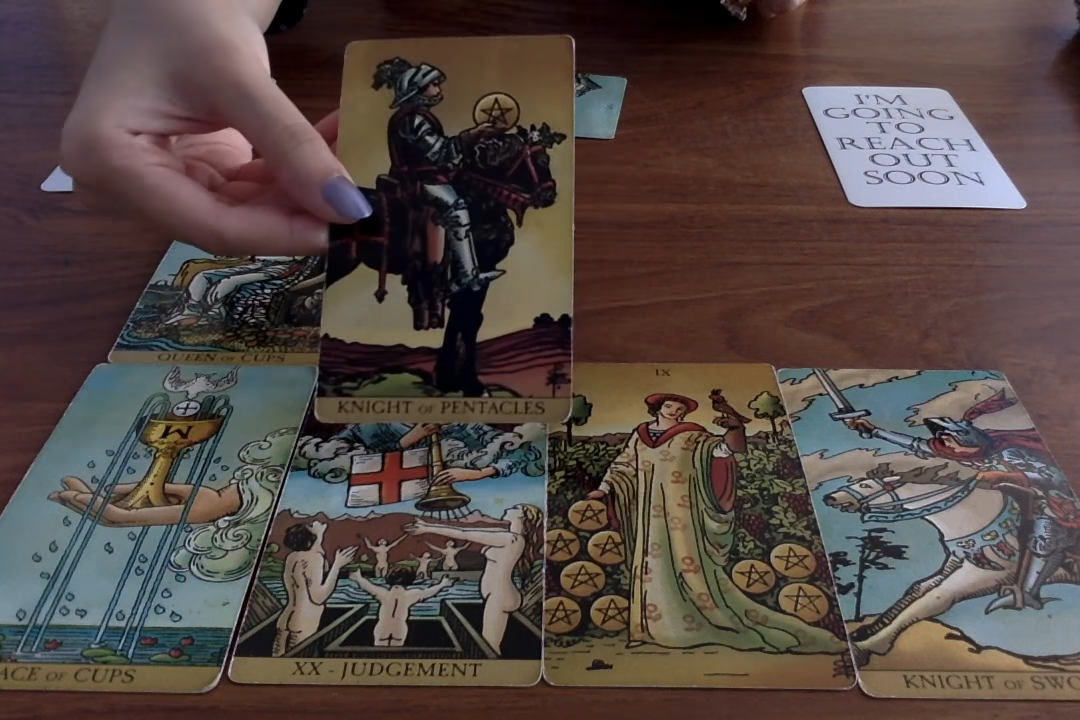 I'M
GOING
TO
REACH
OUT
SOON
QUEEN OF CUPS
KNIGHT OF PENTACLES
IX
ACE OF CUPS
XX - JUDGEMENT
KNIGHT OF SWO